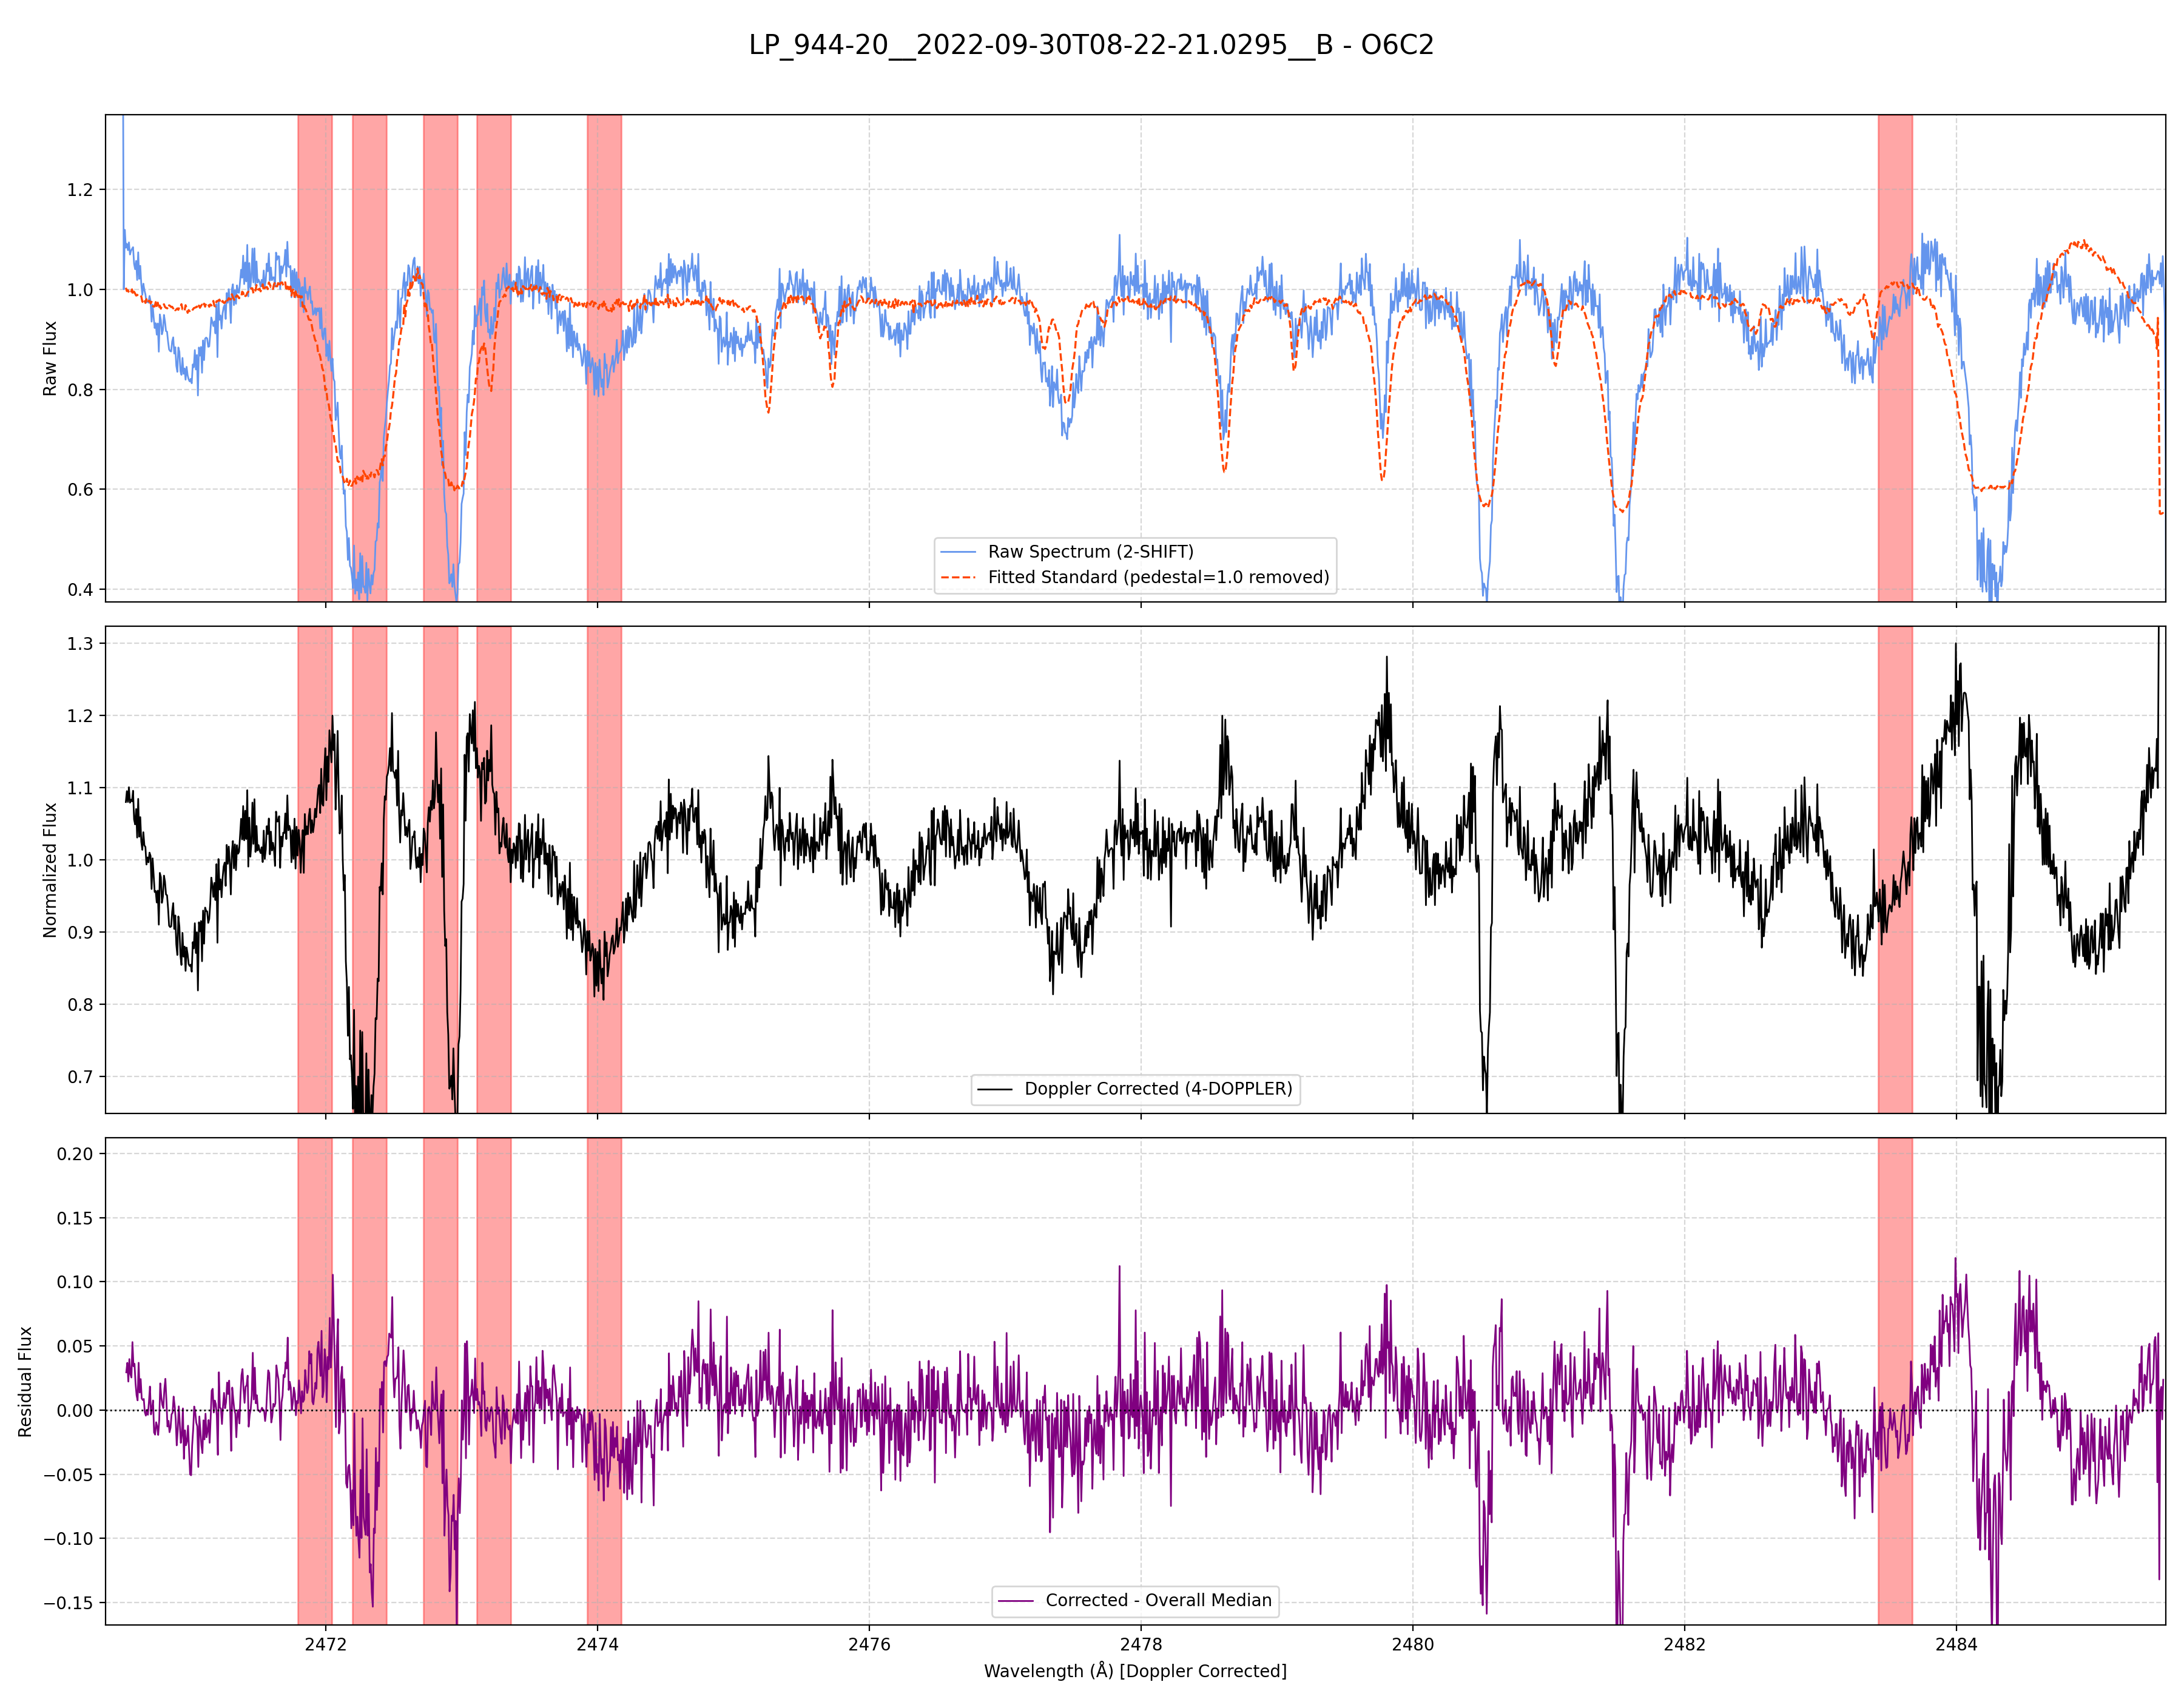 LP_944-20__2022-09-30T08-22-21.0295__B - O6C2
1.2
1.0
0.8
0.6
0.4
Raw Flux
Raw Spectrum (2-SHIFT)
Fitted Standard (pedestal=1.0 removed)
1.3
1.2
1.1
1.0
0.9
0.8
0.7
Normalized Flux
Doppler Corrected (4-DOPPLER)
0.20
0.15
0.10
0.05
0.00
−0.05
−0.10
−0.15
Residual Flux
Corrected - Overall Median
2472 2474 2476 2478 2480 2482 2484
Wavelength (Å) [Doppler Corrected]